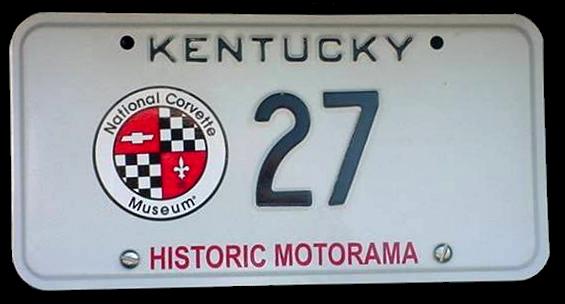 KENTUCKY
National Corvette
27
Museum
HISTORIC MOTORAMA